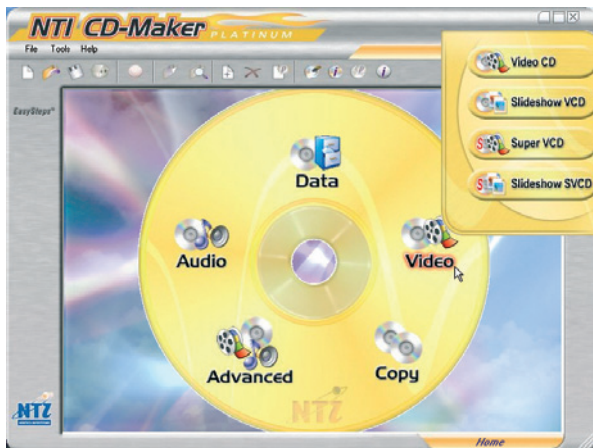 NTI CD-Maker
PLATINUM
File Tools Help
Video CD
Slideshow VCD
Super VCD
Slideshow SVCD
EasySteps™
Data
Audio
Video
Advanced
Copy
NTI
NTI
Home